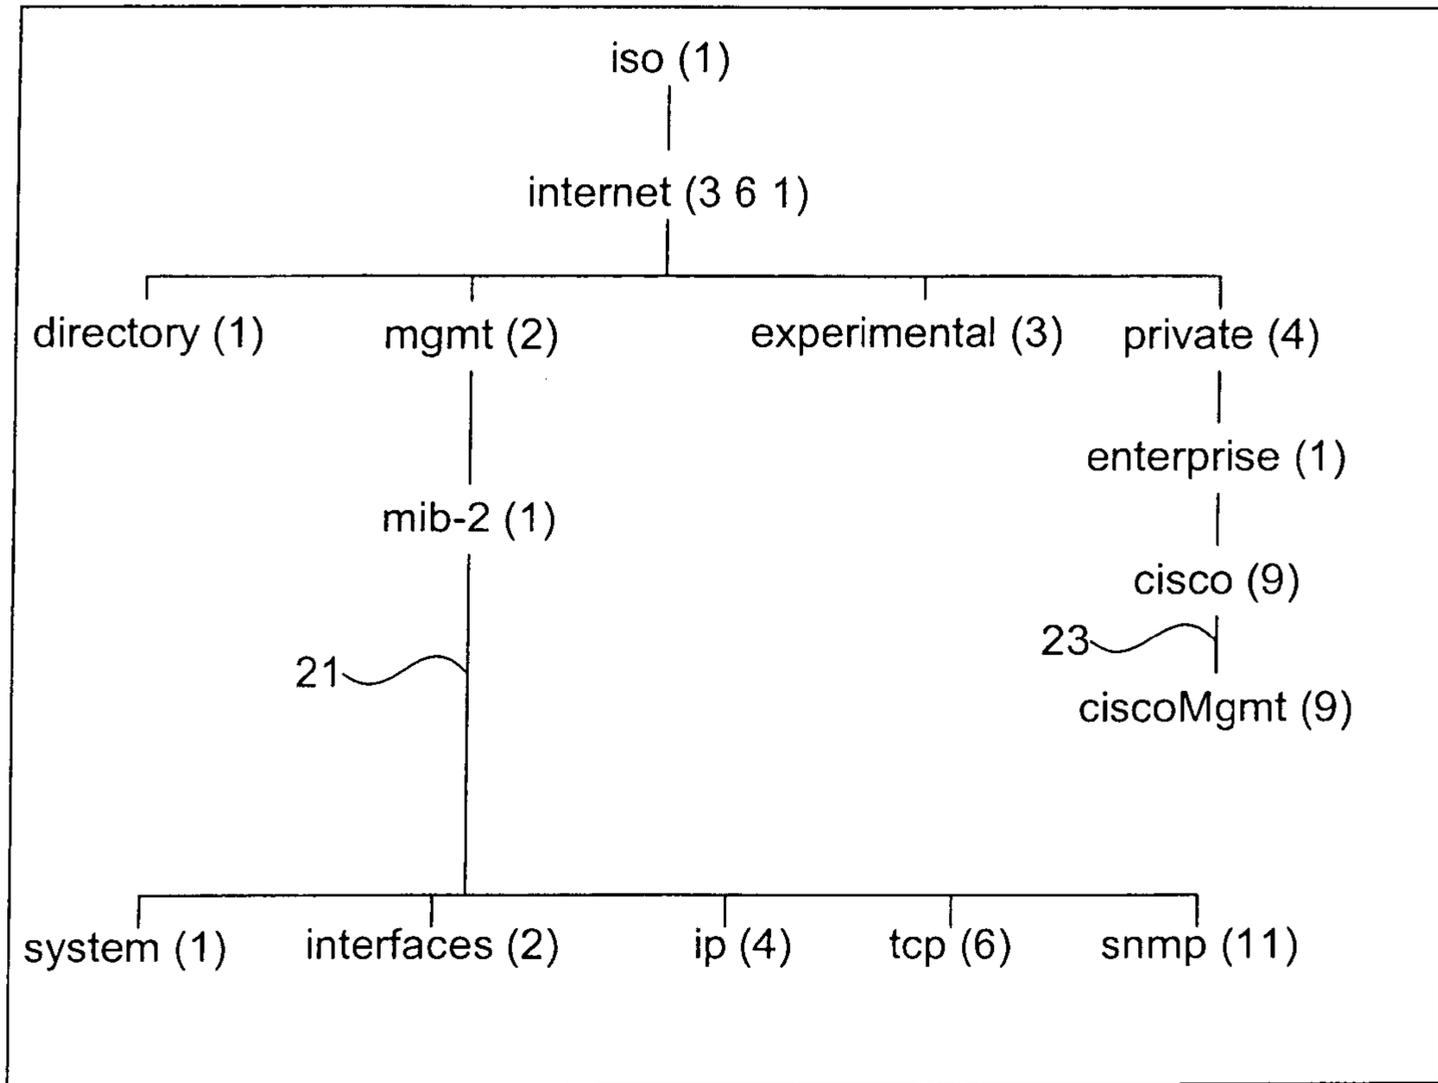 iso (1)
internet (3 6 1)
directory (1) mgmt (2) experimental (3) private (4)
enterprise (1)
mib-2 (1)
cisco (9)
23
21
ciscoMgmt (9)
system (1) interfaces (2) ip (4) tcp (6) snmp (11)